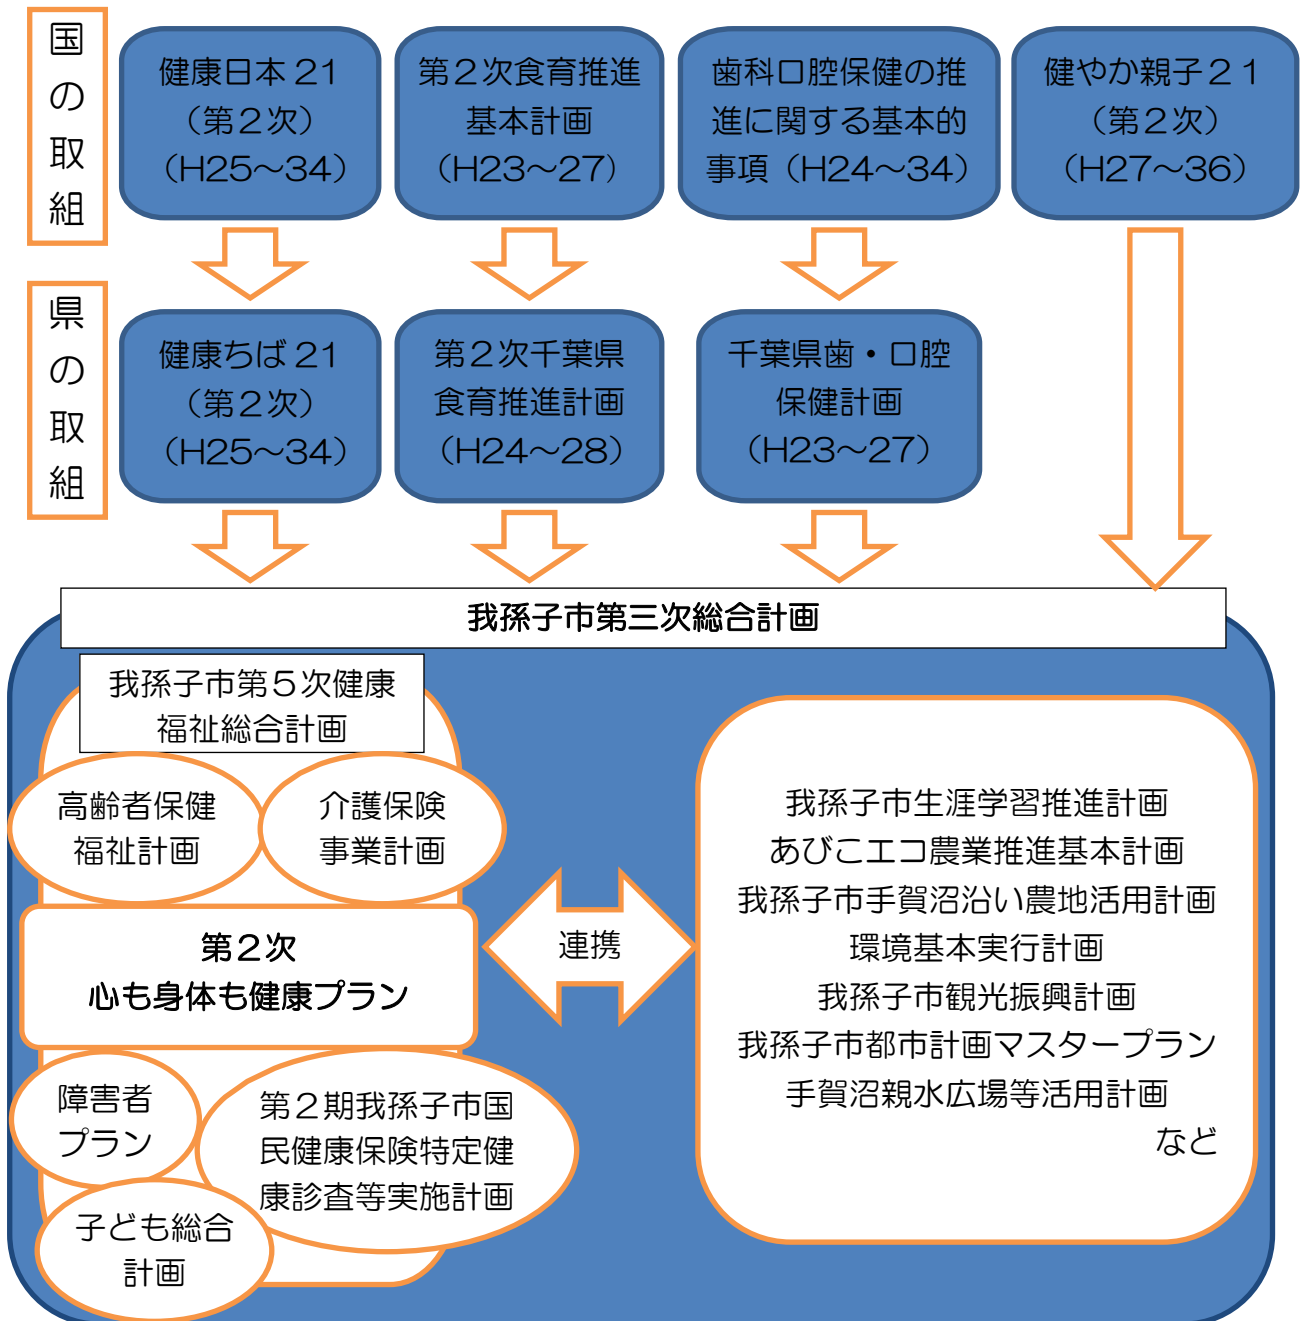 国の取組
健康日本21
（第２次）
（H25～34）
第２次食育推進
基本計画
（H23～27）
歯科口腔保健の推
進に関する基本的
事項（H24～34）
健やか親子２１
（第２次）
（H27～36）
県の取組
健康ちば21
（第２次）
（H25～34）
第２次千葉県
食育推進計画
（H24～28）
千葉県歯・口腔
保健計画
（H23～27）
我孫子市第三次総合計画
我孫子市第５次健康
福祉総合計画
高齢者保健
福祉計画
介護保険
事業計画
第２次
心も身体も健康プラン
障害者
プラン
第２期我孫子市国
民健康保険特定健
康診査等実施計画
子ども総合
計画
連携
我孫子市生涯学習推進計画
あびこエコ農業推進基本計画
我孫子市手賀沼沿い農地活用計画
環境基本実行計画
我孫子市観光振興計画
我孫子市都市計画マスタープラン
手賀沼親水広場等活用計画
など